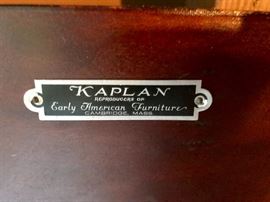 KAPLAN
REPRODUCERS OF
Early American Furniture
CAMBRIDGE, MASS.